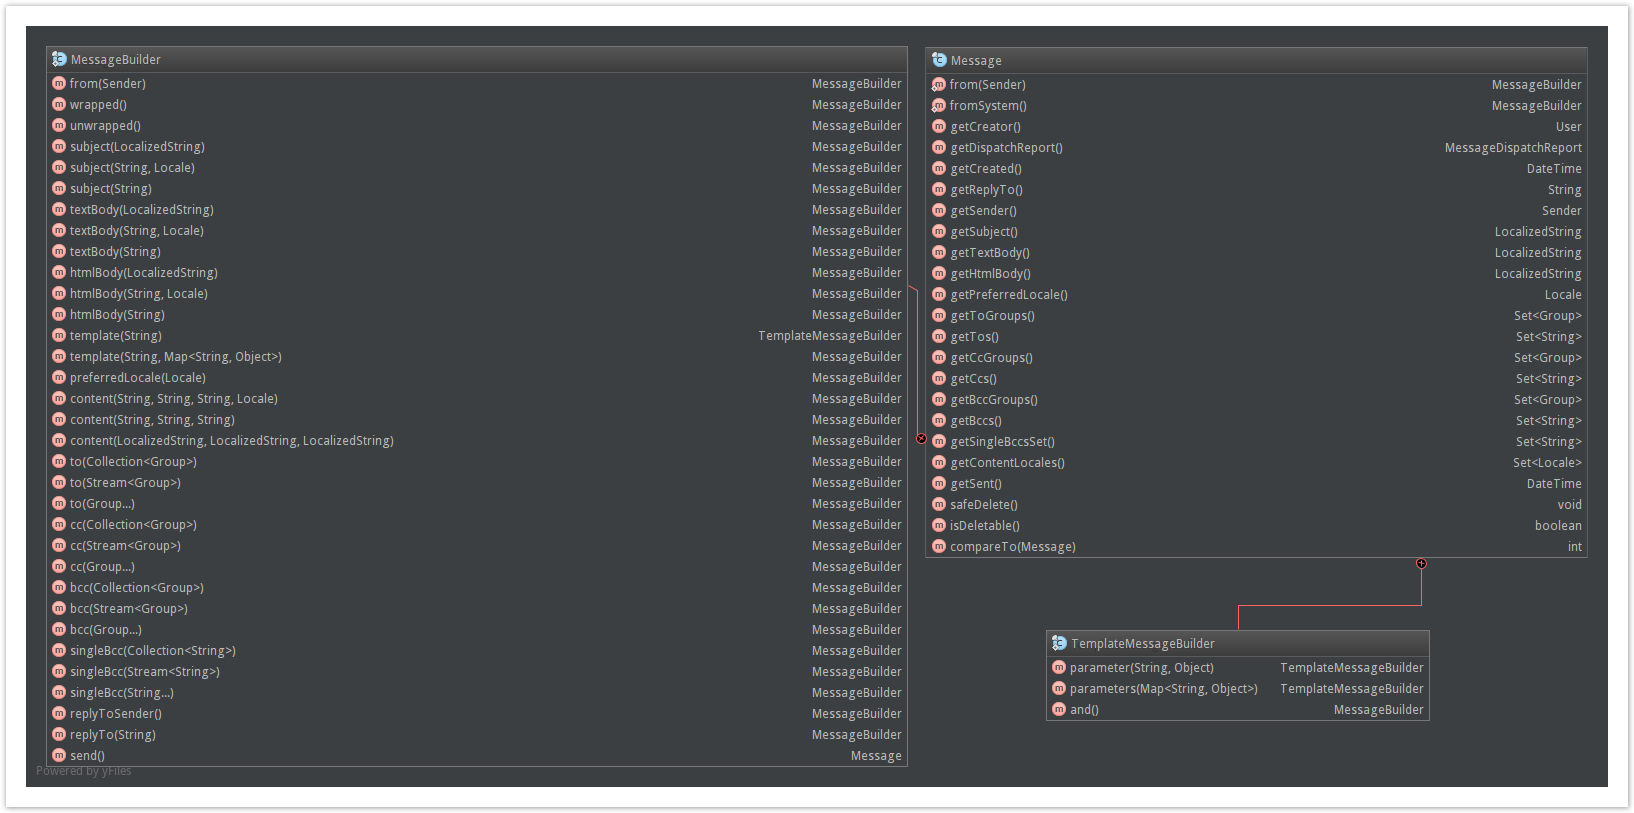 MessageBuilder
from(Sender) MessageBuilder
wrapped() MessageBuilder
unwrapped() MessageBuilder
subject(LocalizedString) MessageBuilder
subject(String, Locale) MessageBuilder
subject(String) MessageBuilder
textBody(LocalizedString) MessageBuilder
textBody(String, Locale) MessageBuilder
textBody(String) MessageBuilder
htmlBody(LocalizedString) MessageBuilder
htmlBody(String, Locale) MessageBuilder
htmlBody(String) MessageBuilder
template(String) TemplateMessageBuilder
template(String, Map<String, Object>) MessageBuilder
preferredLocale(Locale) MessageBuilder
content(String, String, String, Locale) MessageBuilder
content(String, String, String) MessageBuilder
content(LocalizedString, LocalizedString, LocalizedString) MessageBuilder
to(Collection<Group>) MessageBuilder
to(Stream<Group>) MessageBuilder
to(Group...) MessageBuilder
cc(Collection<Group>) MessageBuilder
cc(Stream<Group>) MessageBuilder
cc(Group...) MessageBuilder
bcc(Collection<Group>) MessageBuilder
bcc(Stream<Group>) MessageBuilder
bcc(Group...) MessageBuilder
singleBcc(Collection<String>) MessageBuilder
singleBcc(Stream<String>) MessageBuilder
singleBcc(String...) MessageBuilder
replyToSender() MessageBuilder
replyTo(String) MessageBuilder
send() Message
Powered by yFiles
Message
from(Sender) MessageBuilder
fromSystem() MessageBuilder
getCreator() User
getDispatchReport() MessageDispatchReport
getCreated() DateTime
getReplyTo() String
getSender() Sender
getSubject() LocalizedString
getTextBody() LocalizedString
getHtmlBody() LocalizedString
getPreferredLocale() Locale
getToGroups() Set<Group>
getTos() Set<String>
getCcGroups() Set<Group>
getCcs() Set<String>
getBccGroups() Set<Group>
getBccs() Set<String>
getSingleBccsSet() Set<String>
getContentLocales() Set<Locale>
getSent() DateTime
safeDelete() void
isDeletable() boolean
compareTo(Message) int
TemplateMessageBuilder
parameter(String, Object) TemplateMessageBuilder
parameters(Map<String, Object>) TemplateMessageBuilder
and() MessageBuilder